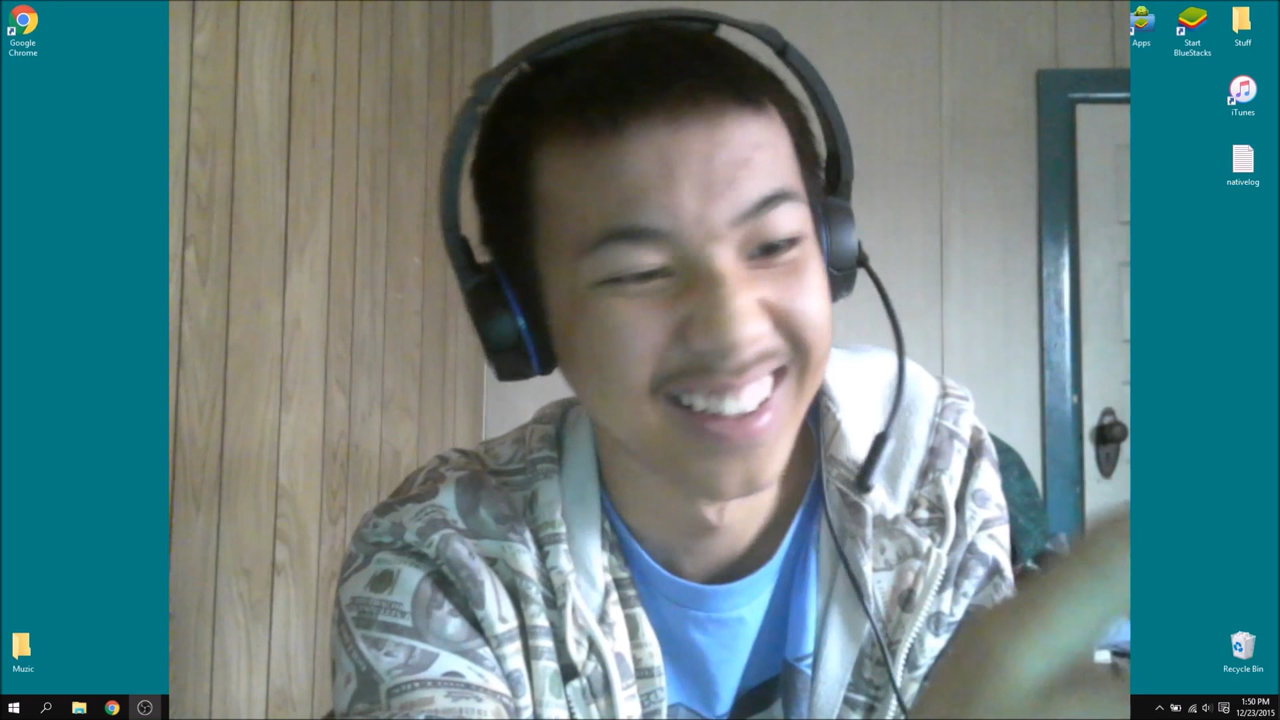 Google
Chrome
Apps
Start
BlueStacks
Stuff
iTunes
nativelog
Muzic
Recycle Bin
1:50 PM
12/23/2015